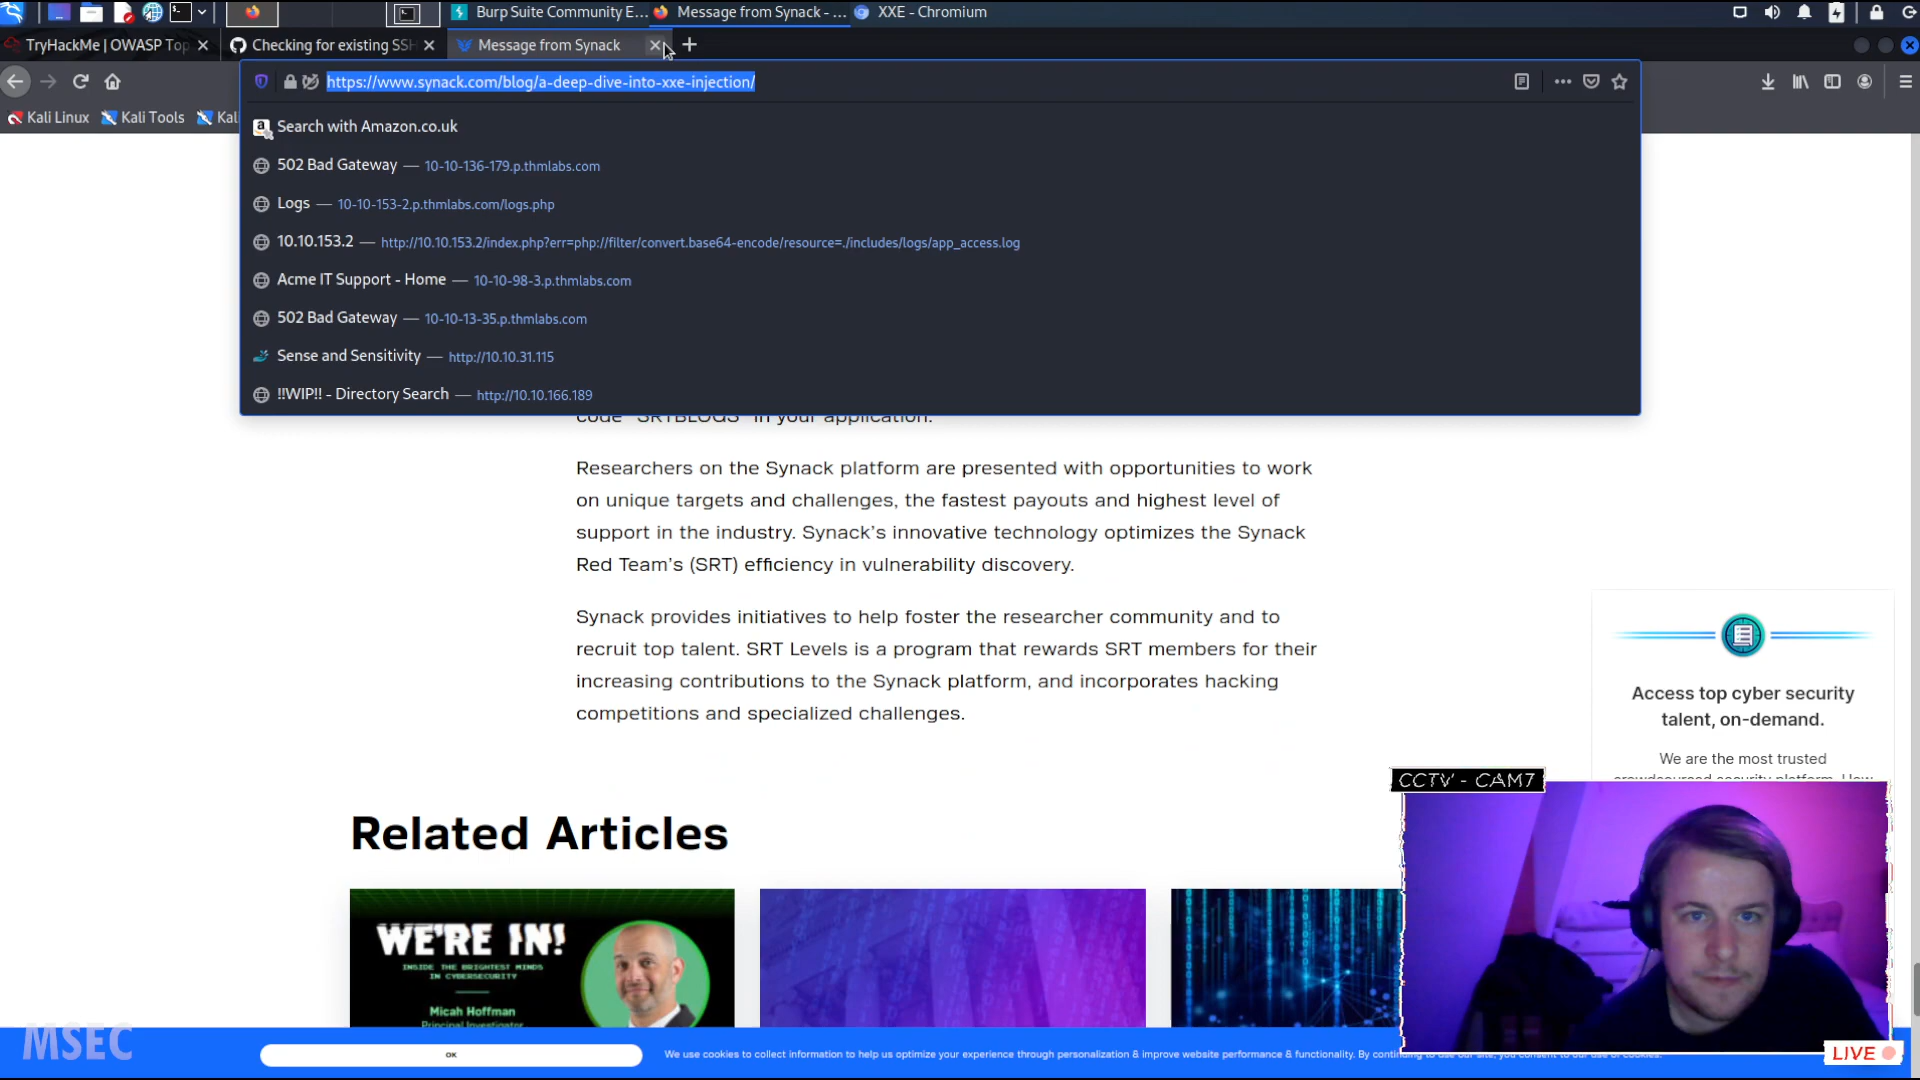 Burp Suite Community E...
Message from Synack - ...
XXE - Chromium
TryHackMe | OWASP Top
Checking for existing SSH
Message from Synack
https://www.synack.com/blog/a-deep-dive-into-xxe-injection/
Kali Linux
Kali Tools
Kal
Search with Amazon.co.uk
502 Bad Gateway — 10-10-136-179.p.thmlabs.com
Logs — 10-10-153-2.p.thmlabs.com/logs.php
10.10.153.2 — http://10.10.153.2/index.php?err=php://filter/convert.base64-encode/resource=./includes/logs/app_access.log
Acme IT Support - Home — 10-10-98-3.p.thmlabs.com
502 Bad Gateway — 10-10-13-35.p.thmlabs.com
Sense and Sensitivity — http://10.10.31.115
!!WIP!! - Directory Search — http://10.10.166.189
code "SRTBLOGS" in your application.
Researchers on the Synack platform are presented with opportunities to work
on unique targets and challenges, the fastest payouts and highest level of
support in the industry. Synack's innovative technology optimizes the Synack
Red Team's (SRT) efficiency in vulnerability discovery.
Synack provides initiatives to help foster the researcher community and to
recruit top talent. SRT Levels is a program that rewards SRT members for their
increasing contributions to the Synack platform, and incorporates hacking
competitions and specialized challenges.
Access top cyber security
talent, on-demand.
We are the most trusted
crowdsourced security platform. How
CCTV - CAM7
Related Articles
WE'RE IN!
INSIDE THE BRIGHTEST MINDS
IN CYBERSECURITY
Micah Hoffman
Principal Investigator
MSEC
OK
We use cookies to collect information to help us optimize your experience through personalization & improve website performance & functionality. By continuing to use our site, you consent to our use of cookies.
LIVE